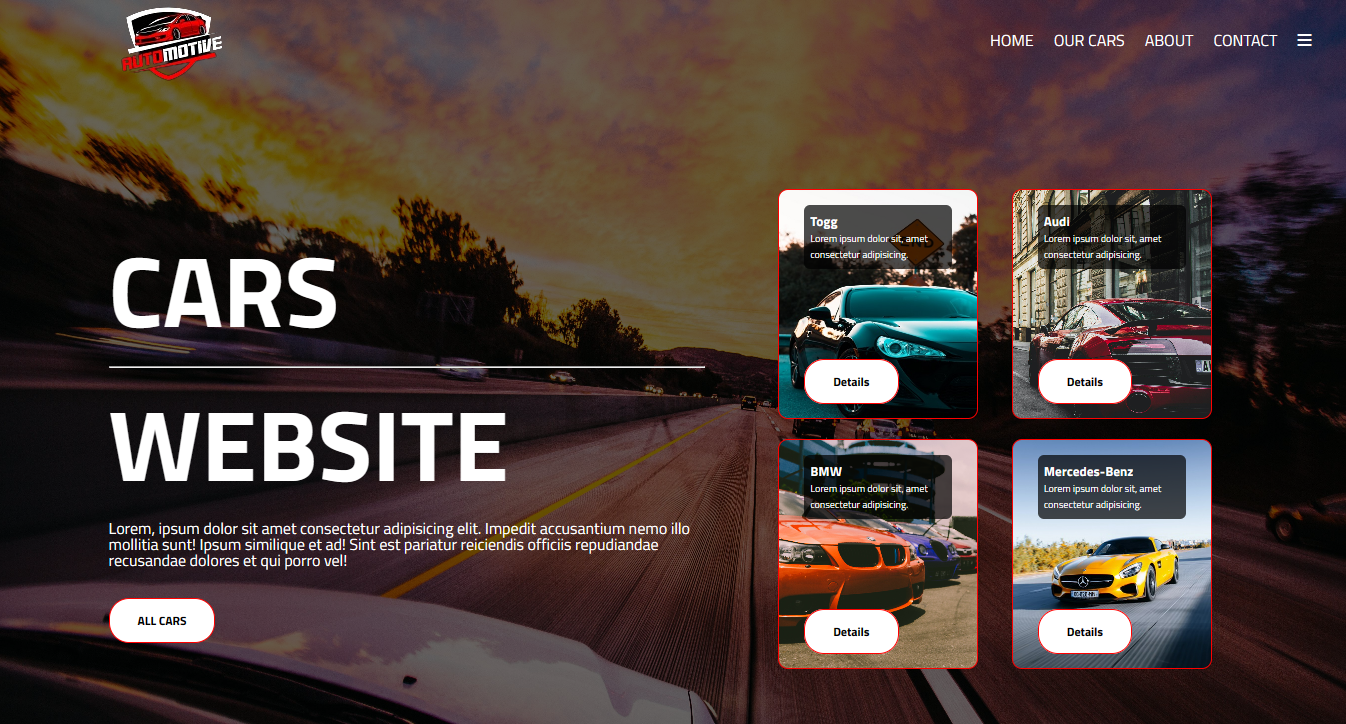 AUTOMOTIVE
HOME
OUR CARS
ABOUT
CONTACT
CARS
WEBSITE
Lorem, ipsum dolor sit amet consectetur adipisicing elit. Impedit accusantium nemo illo
mollitia sunt! Ipsum similique et ad! Sint est pariatur reiciendis officiis repudiandae
recusandae dolores et qui porro vel!
ALL CARS
Togg
Lorem ipsum dolor sit, amet
consectetur adipisicing.
Details
Audi
Lorem ipsum dolor sit, amet
consectetur adipisicing.
Details
BMW
Lorem ipsum dolor sit, amet
consectetur adipisicing.
Details
Mercedes-Benz
Lorem ipsum dolor sit, amet
consectetur adipisicing.
Details